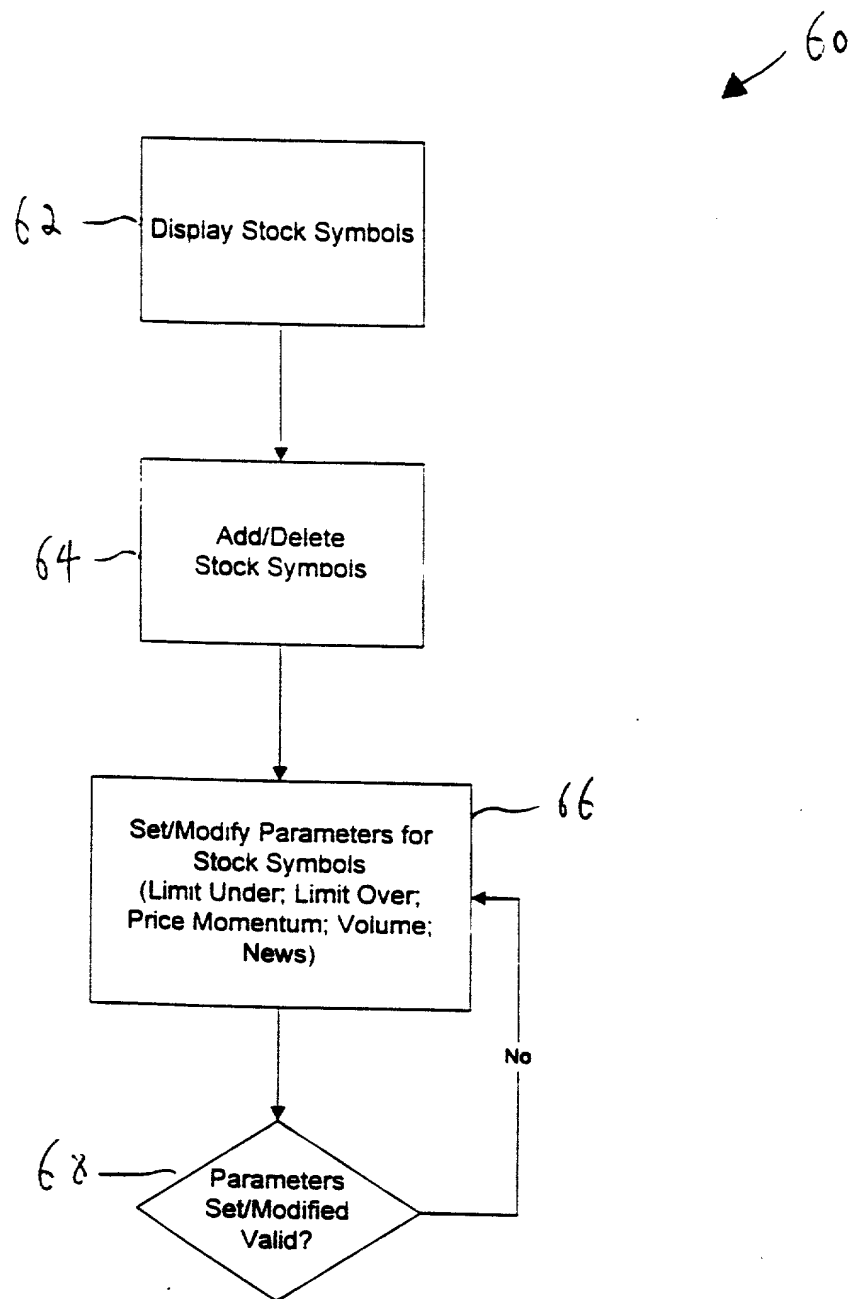 60
62
Display Stock Symbols
64
Add/Delete
Stock Symbols
66
Set/Modify Parameters for
Stock Symbols
(Limit Under; Limit Over;
Price Momentum; Volume;
News)
No
68
Parameters
Set/Modified
Valid?